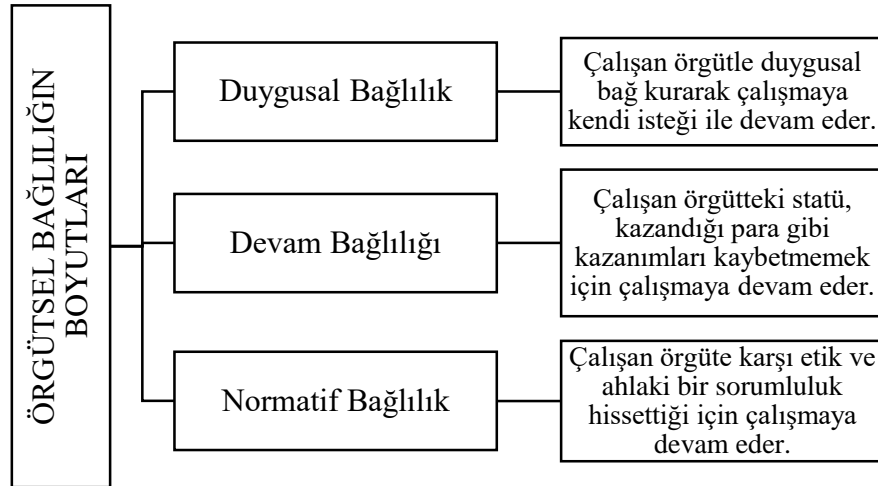 ÖRGÜTSEL BAĞLILIĞIN
BOYUTLARI
Duygusal Bağlılık
Çalışan örgütle duygusal
bağ kurarak çalışmaya
kendi isteği ile devam eder.
Devam Bağlılığı
Çalışan örgütteki statü,
kazandığı para gibi
kazanımları kaybetmemek
için çalışmaya devam eder.
Normatif Bağlılık
Çalışan örgüte karşı etik ve
ahlaki bir sorumluluk
hissettiği için çalışmaya
devam eder.